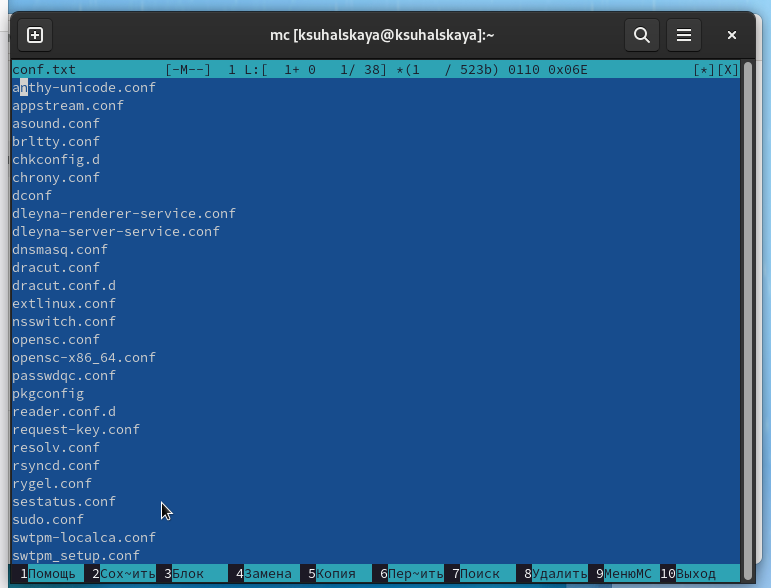 mc [ksuhalskaya@ksuhalskaya]:~
conf.txt [-M--] 1 L:[ 1+ 0 1/ 38] *(1 / 523b) 0110 0x06E [*][X]
anthy-unicode.conf
appstream.conf
asound.conf
brltty.conf
chkconfig.d
chrony.conf
dconf
dleyna-renderer-service.conf
dleyna-server-service.conf
dnsmasq.conf
dracut.conf
dracut.conf.d
extlinux.conf
nsswitch.conf
opensc.conf
opensc-x86_64.conf
passwdqc.conf
pkgconfig
reader.conf.d
request-key.conf
resolv.conf
rsyncd.conf
rygel.conf
sestatus.conf
sudo.conf
swtpm-localca.conf
swtpm_setup.conf
1Помощь 2Сох~ить 3Блок 4Замена 5Копия 6Пер~ить 7Поиск 8Удалить 9МенюMC 10Выход